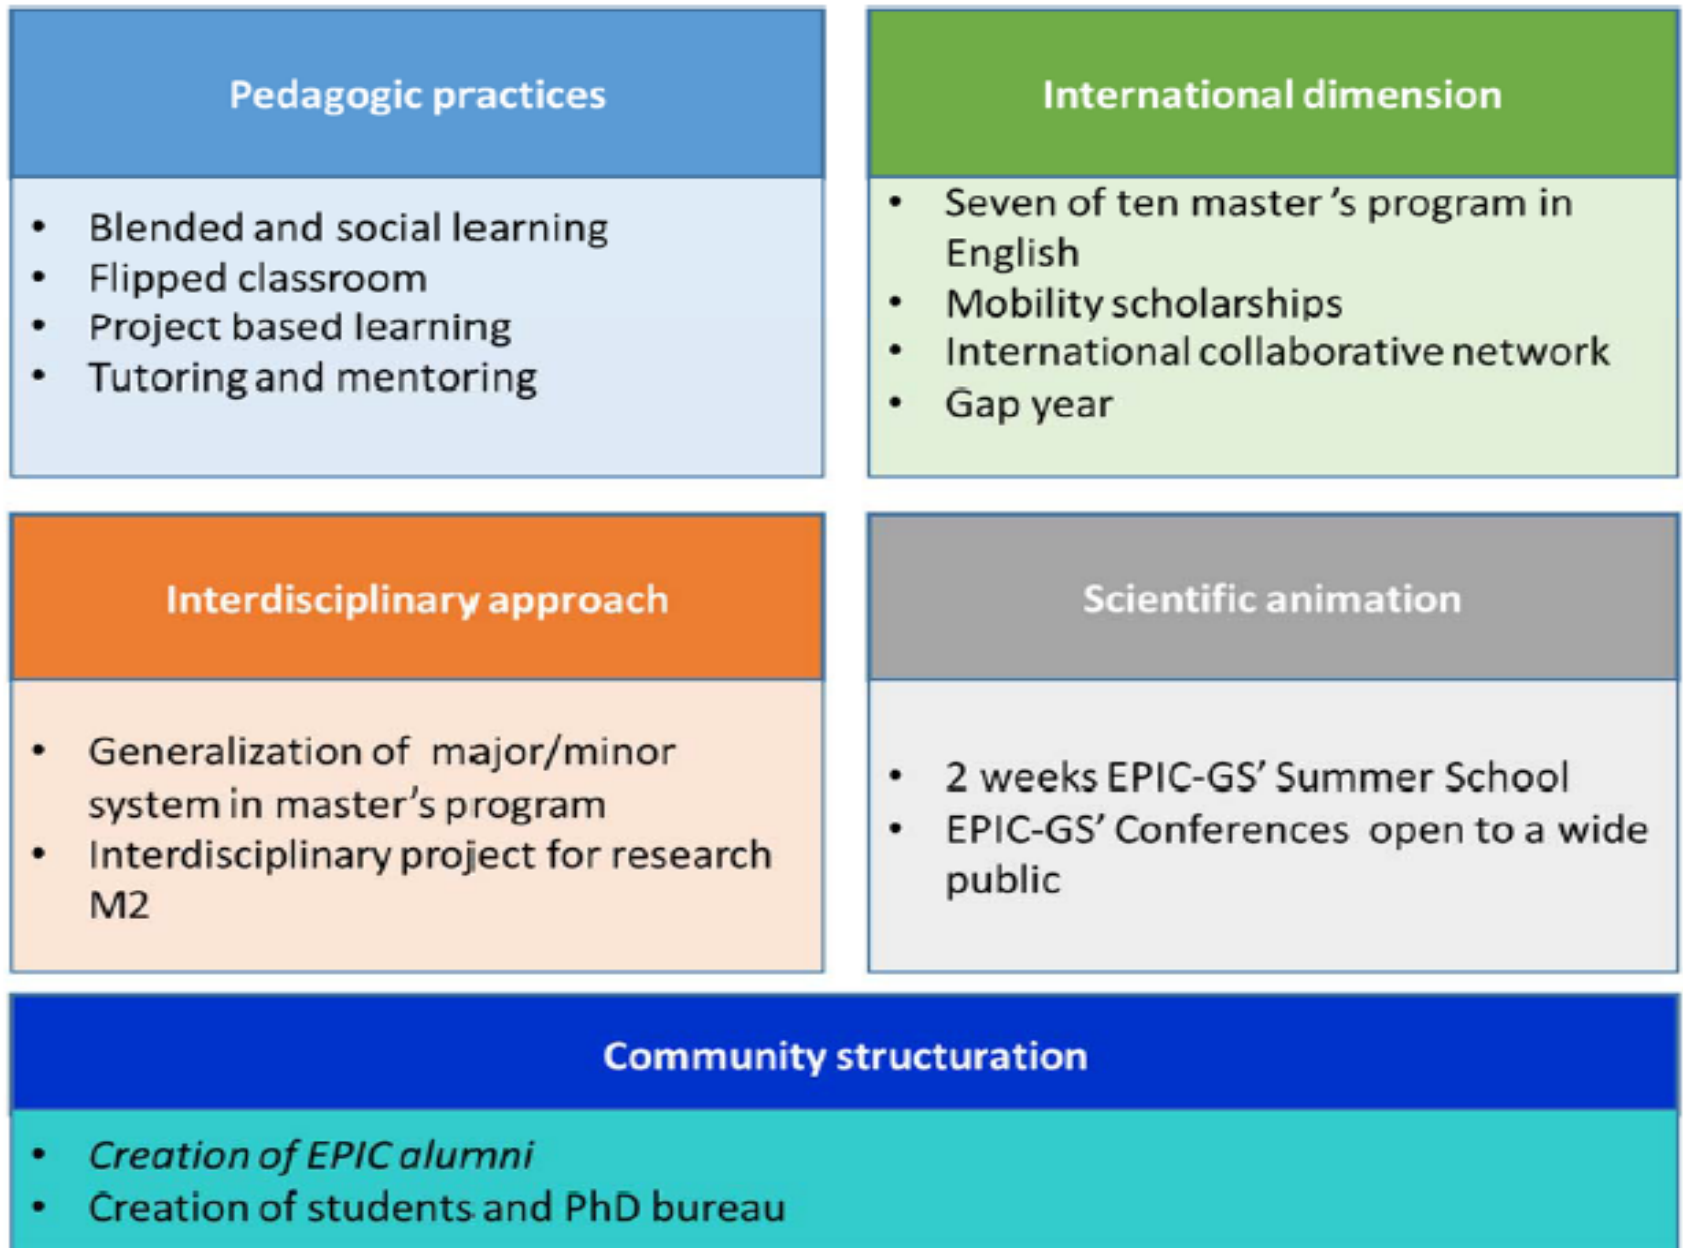 Pedagogic practices
• Blended and social learning
• Flipped classroom
• Project based learning
• Tutoring and mentoring
International dimension
• Seven of ten master's program in
English
• Mobility scholarships
• International collaborative network
• Gap year
Interdisciplinary approach
• Generalization of major/minor
system in master's program
• Interdisciplinary project for research
M2
Scientific animation
• 2 weeks EPIC-GS' Summer School
• EPIC-GS' Conferences open to a wide
public
Community structuration
• Creation of EPIC alumni
• Creation of students and PhD bureau